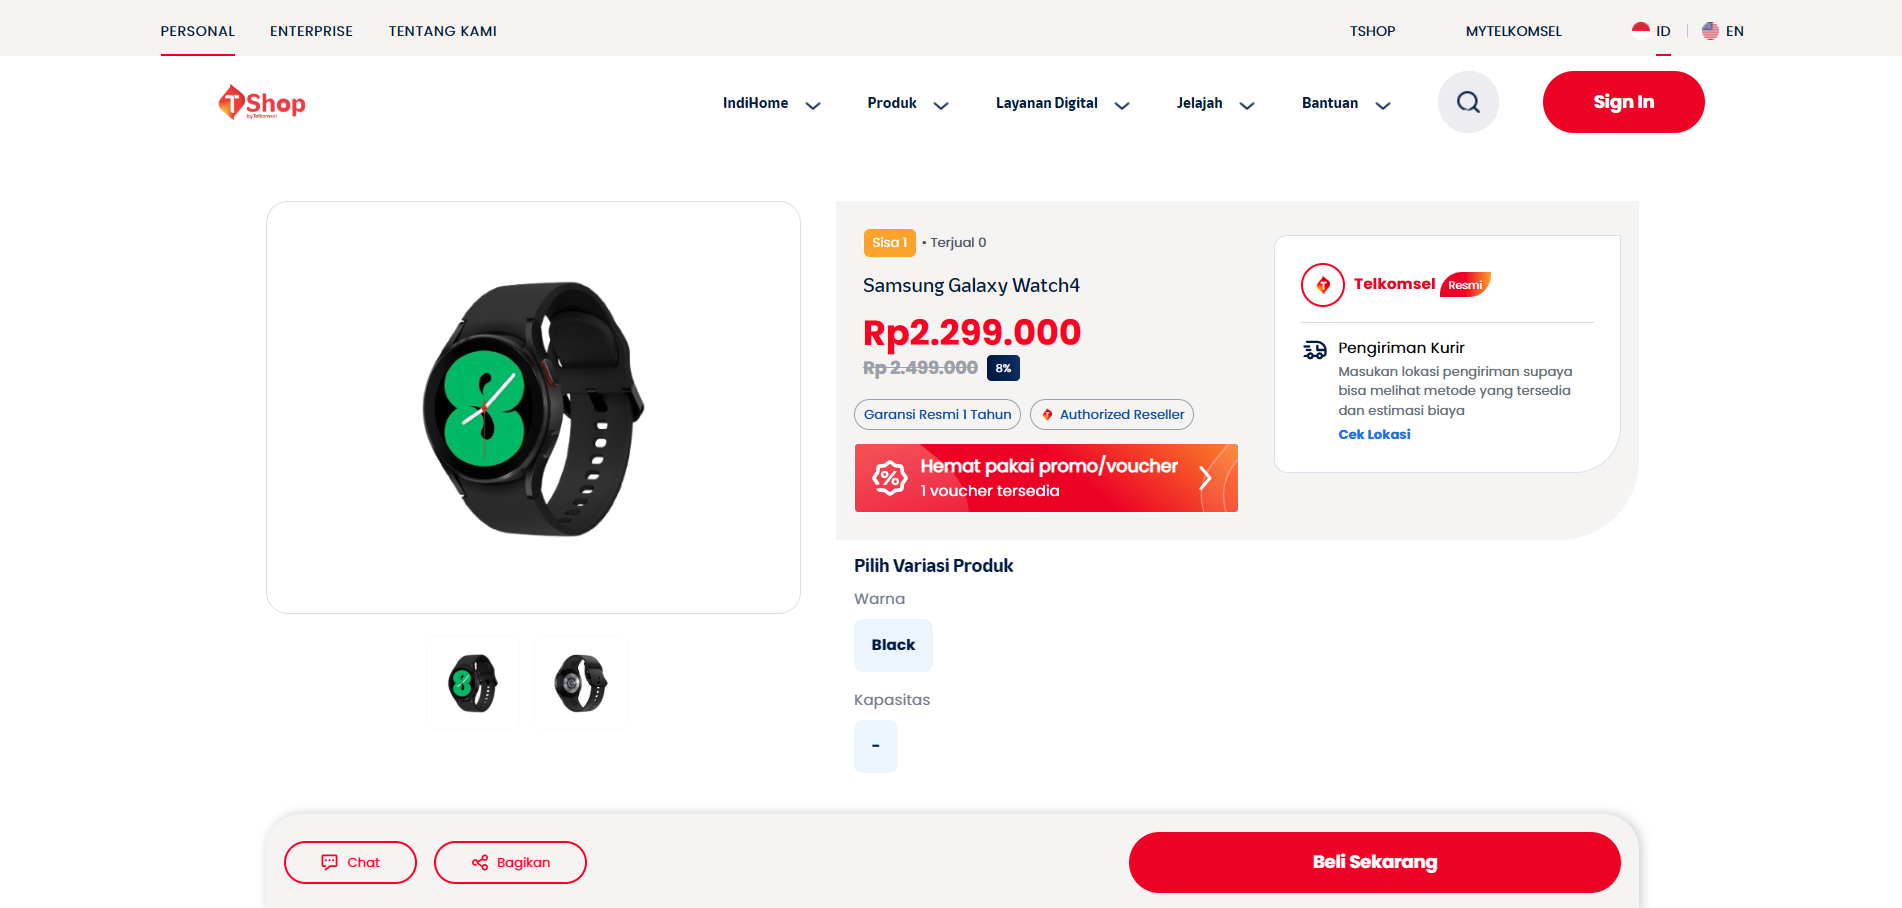 PERSONAL ENTERPRISE TENTANG KAMI TSHOP MYTELKOMSEL ID EN
TShop
by Telkomsel
IndiHome Produk Layanan Digital Jelajah Bantuan Sign In
Sisa 1 • Terjual 0
Samsung Galaxy Watch4
Rp2.299.000
Rp 2.499.000 8%
Garansi Resmi 1 Tahun Authorized Reseller
Hemat pakai promo/voucher
1 voucher tersedia
Telkomsel Resmi
Pengiriman Kurir
Masukan lokasi pengiriman supaya
bisa melihat metode yang tersedia
dan estimasi biaya
Cek Lokasi
Pilih Variasi Produk
Warna
Black
Kapasitas
-
Chat Bagikan Beli Sekarang